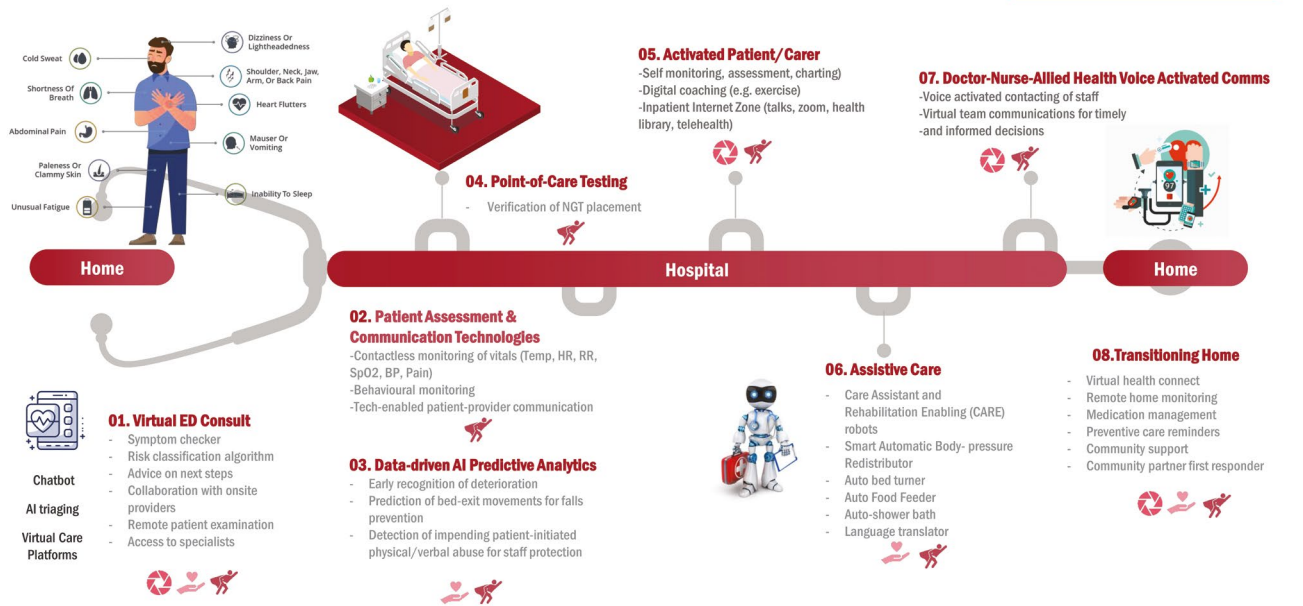 Dizziness Or
Lightheadedness
Cold Sweat
Shoulder, Neck, Jaw,
Arm, Or Back Pain
Shortness Of
Breath
Heart Flutters
Abdominal Pain
Mauser Or
Vomiting
Paleness Or
Clammy Skin
Inability To Sleep
Unusual Fatigue
Home
Hospital
Home
Chatbot
AI triaging
Virtual Care
Platforms
01. Virtual ED Consult
- Symptom checker
- Risk classification algorithm
- Advice on next steps
- Collaboration with onsite
providers
- Remote patient examination
- Access to specialists
02. Patient Assessment &
Communication Technologies
-Contactless monitoring of vitals (Temp, HR, RR,
SpO2, BP, Pain)
-Behavioural monitoring
-Tech-enabled patient-provider communication
03. Data-driven AI Predictive Analytics
- Early recognition of deterioration
- Prediction of bed-exit movements for falls
prevention
- Detection of impending patient-initiated
physical/verbal abuse for staff protection
04. Point-of-Care Testing
- Verification of NGT placement
05. Activated Patient/Carer
-Self monitoring, assessment, charting)
-Digital coaching (e.g. exercise)
-Inpatient Internet Zone (talks, zoom, health
library, telehealth)
06. Assistive Care
- Care Assistant and
Rehabilitation Enabling (CARE)
robots
- Smart Automatic Body- pressure
Redistributor
- Auto bed turner
- Auto Food Feeder
- Auto-shower bath
- Language translator
07. Doctor-Nurse-Allied Health Voice Activated Comms
-Voice activated contacting of staff
-Virtual team communications for timely
-and informed decisions
97
08.Transitioning Home
- Virtual health connect
- Remote home monitoring
- Medication management
- Preventive care reminders
- Community support
- Community partner first responder